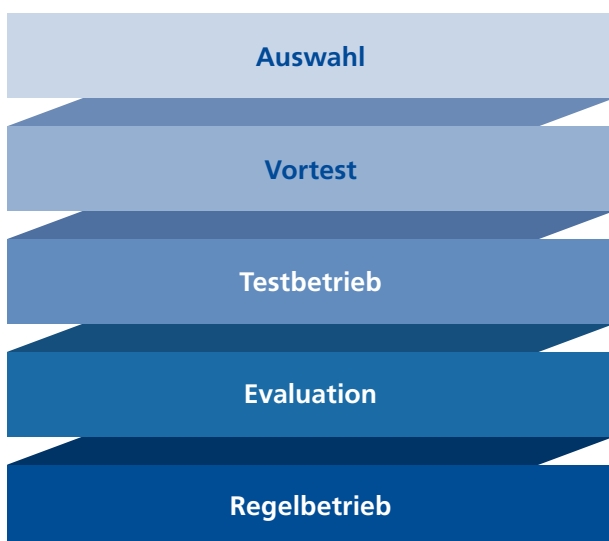 Auswahl
Vortest
Testbetrieb
Evaluation
Regelbetrieb